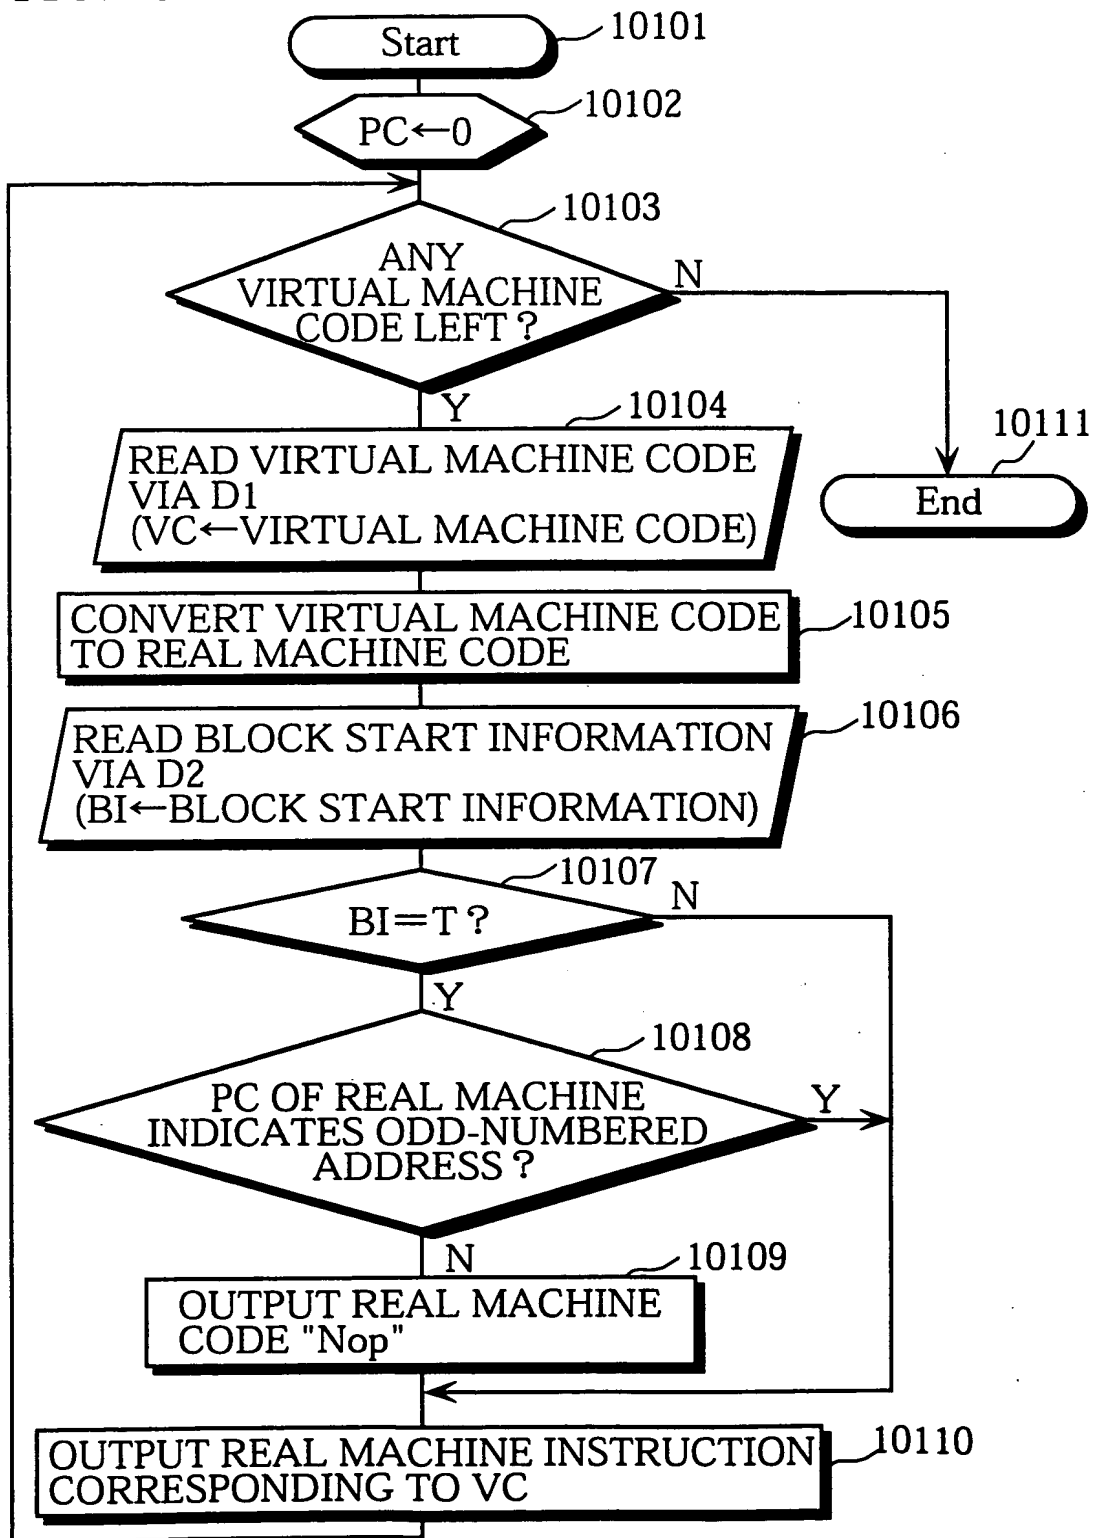 Start
10101
PC←0
10102
10103
ANY
VIRTUAL MACHINE
CODE LEFT?
N
Y
10104
READ VIRTUAL MACHINE CODE
VIA D1
(VC←VIRTUAL MACHINE CODE)
10111
End
CONVERT VIRTUAL MACHINE CODE
TO REAL MACHINE CODE
10105
READ BLOCK START INFORMATION
VIA D2
(BI←BLOCK START INFORMATION)
10106
10107
BI=T?
N
Y
10108
PC OF REAL MACHINE
INDICATES ODD-NUMBERED
ADDRESS?
Y
N
10109
OUTPUT REAL MACHINE
CODE "Nop"
OUTPUT REAL MACHINE INSTRUCTION
CORRESPONDING TO VC
10110